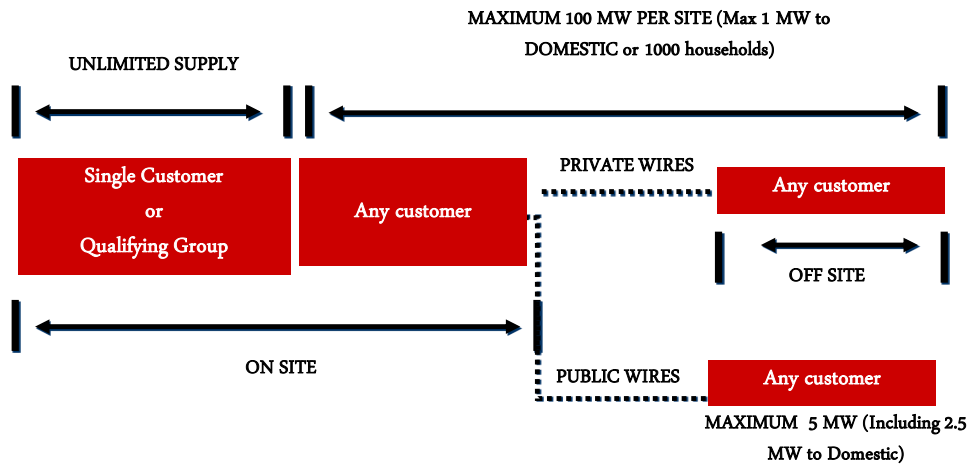 MAXIMUM 100 MW PER SITE (Max 1 MW to
DOMESTIC or 1000 households)
UNLIMITED SUPPLY
Single Customer
or
Qualifying Group
Any customer
PRIVATE WIRES
Any customer
OFF SITE
ON SITE
PUBLIC WIRES
Any customer
MAXIMUM 5 MW (Including 2.5
MW to Domestic)